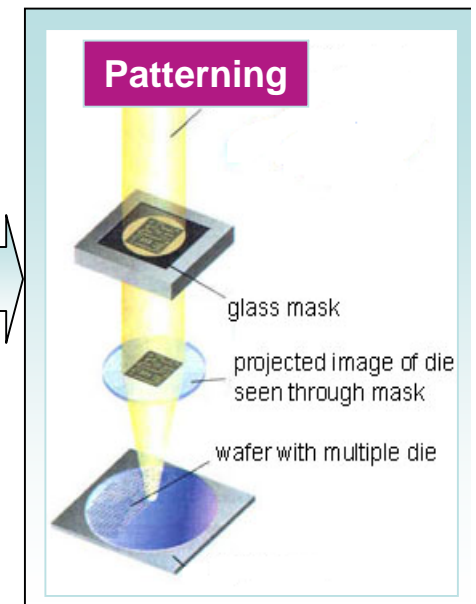 Patterning
glass mask
projected image of die
seen through mask
wafer with multiple die